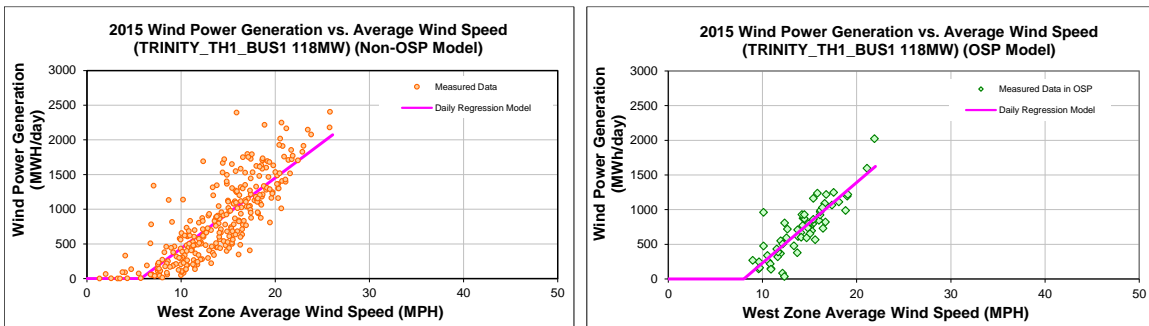 2015 Wind Power Generation vs. Average Wind Speed
(TRINITY_TH1_BUS1 118MW) (Non-OSP Model)
3000
2500
2000
1500
1000
500
0
Wind Power Generation
(MWH/day)
Measured Data
Daily Regression Model
0 10 20 30 40 50
West Zone Average Wind Speed (MPH)
2015 Wind Power Generation vs. Average Wind Speed
(TRINITY_TH1_BUS1 118MW) (OSP Model)
3000
2500
2000
1500
1000
500
0
Wind Power Generation
(MWh/day)
Measured Data in OSP
Daily Regression Model
0 10 20 30 40 50
West Zone Average Wind Speed (MPH)